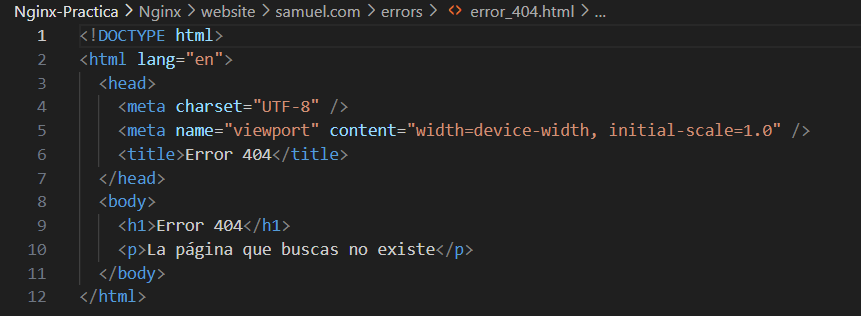 Nginx-Practica > Nginx > website > samuel.com > errors > <> error_404.html > ...
1 <!DOCTYPE html>
2 <html lang="en">
3 <head>
4 <meta charset="UTF-8" />
5 <meta name="viewport" content="width=device-width, initial-scale=1.0" />
6 <title>Error 404</title>
7 </head>
8 <body>
9 <h1>Error 404</h1>
10 <p>La página que buscas no existe</p>
11 </body>
12 </html>